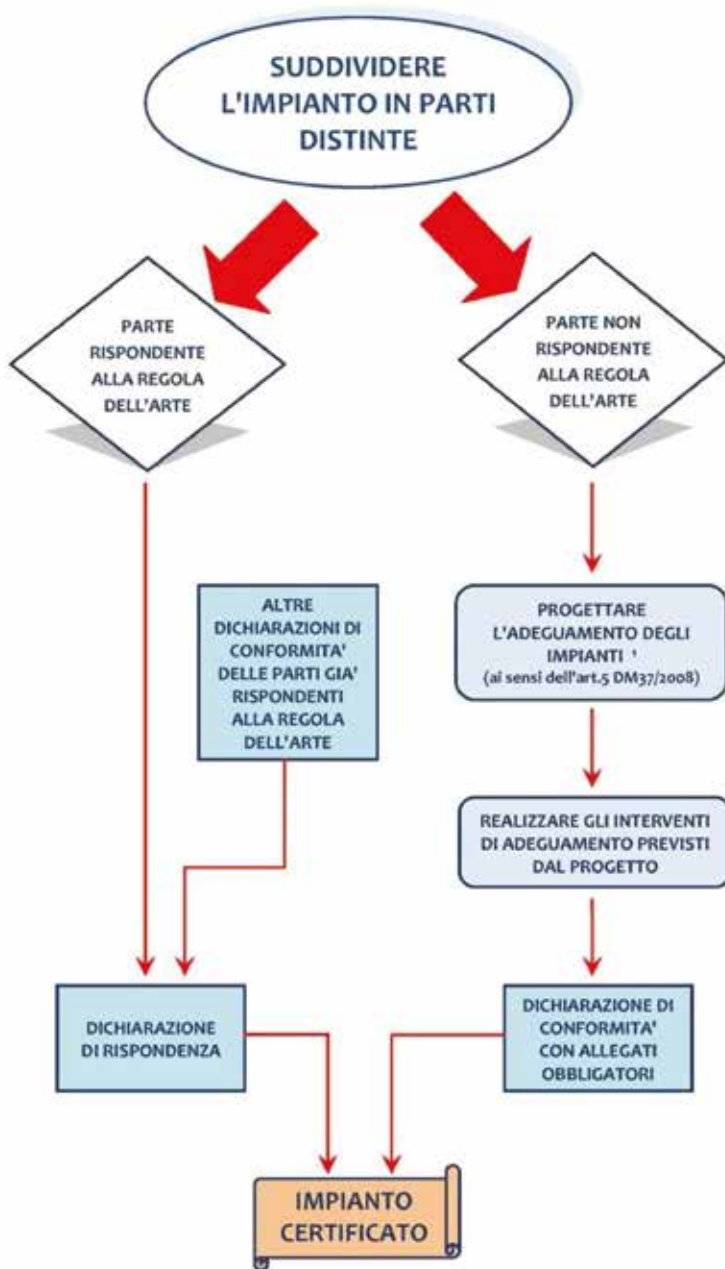 SUDDIVIDERE
L'IMPIANTO IN PARTI
DISTINTE
PARTE
RISPONDENTE
ALLA REGOLA
DELL'ARTE
PARTE NON
RISPONDENTE
ALLA REGOLA
DELL'ARTE
ALTRE
DICHIARAZIONI DI
CONFORMITA'
DELLE PARTI GIA'
RISPONDENTI
ALLA REGOLA
DELL'ARTE
PROGETTARE
L'ADEGUAMENTO DEGLI
IMPIANTI ¹
(ai sensi dell'art.5 DM37/2008)
REALIZZARE GLI INTERVENTI
DI ADEGUAMENTO PREVISTI
DAL PROGETTO
DICHIARAZIONE
DI RISPONDENZA
DICHIARAZIONE DI
CONFORMITA'
CON ALLEGATI
OBBLIGATORI
IMPIANTO
CERTIFICATO